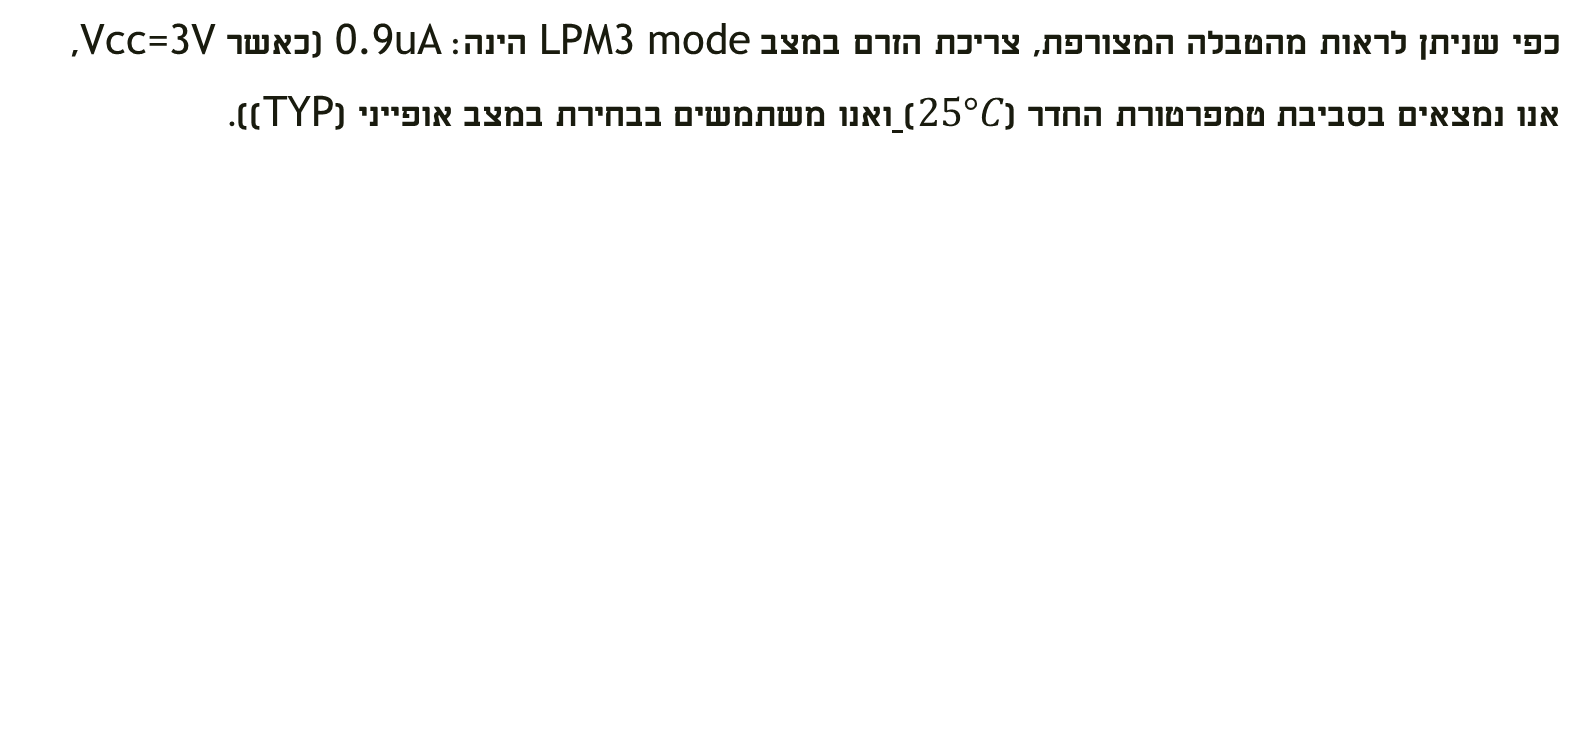 כפי שניתן לראות מהטבלה המצורפת, צריכת הזרם במצב LPM3 mode הינה: 0.9uA (כאשר Vcc=3V,
אנו נמצאים בסביבת טמפרטורת החדר (25°C) ואנו משתמשים בבחירת במצב אופייני (TYP)).